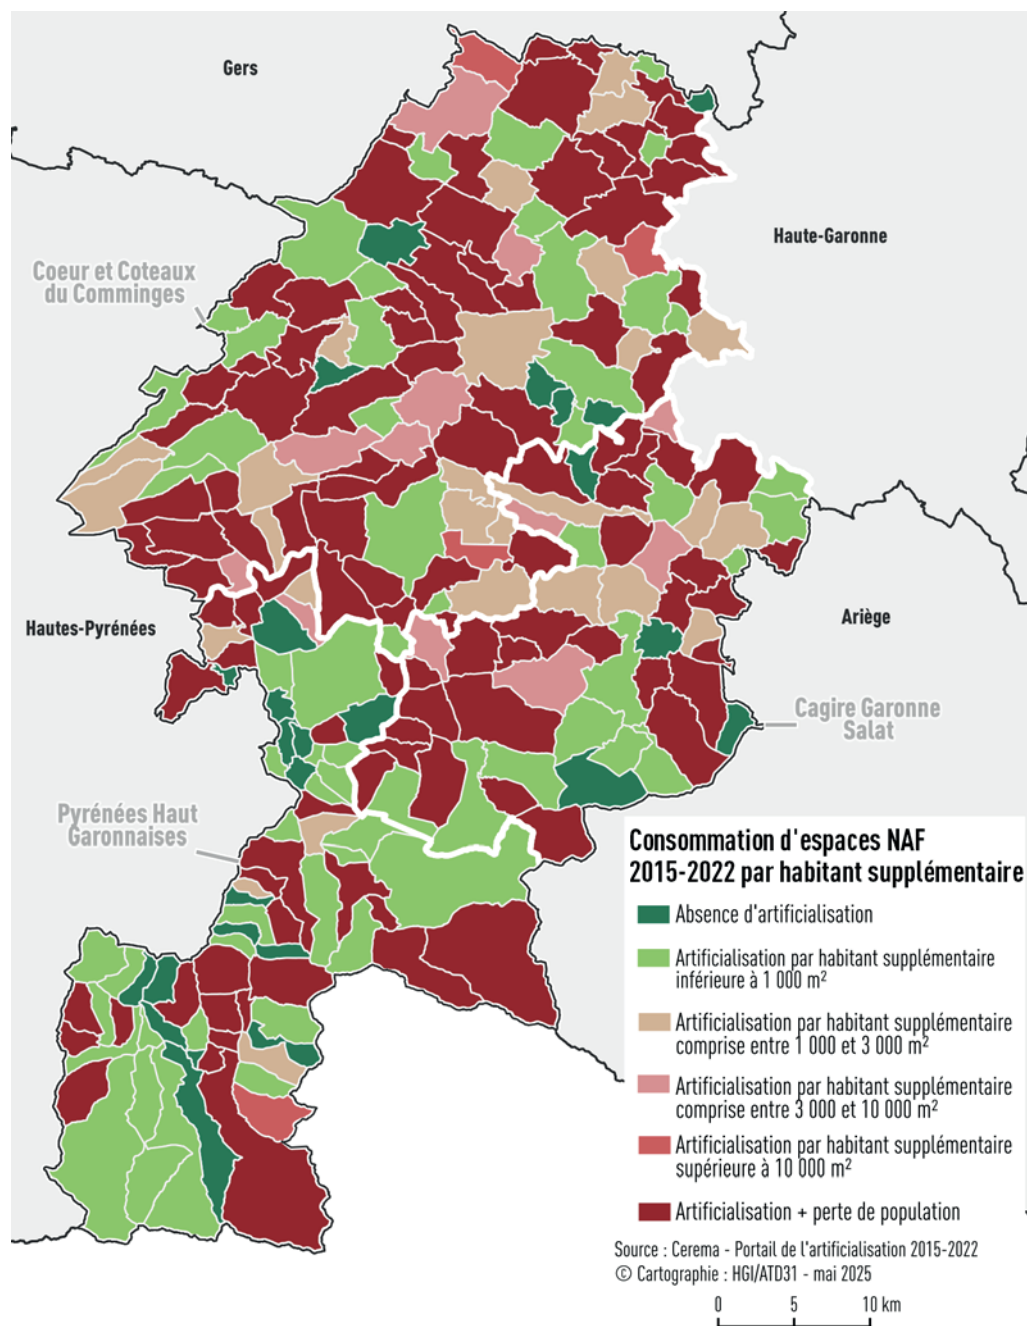 Gers
Haute-Garonne
Coeur et Coteaux
du Comminges
Hautes-Pyrénées
Ariège
Cagire Garonne
Salat
Pyrénées Haut
Garonnaises
Consommation d'espaces NAF
2015-2022 par habitant supplémentaire
Absence d'artificialisation
Artificialisation par habitant supplémentaire
inférieure à 1 000 m²
Artificialisation par habitant supplémentaire
comprise entre 1 000 et 3 000 m²
Artificialisation par habitant supplémentaire
comprise entre 3 000 et 10 000 m²
Artificialisation par habitant supplémentaire
supérieure à 10 000 m²
Artificialisation + perte de population
Source : Cerema - Portail de l'artificialisation 2015-2022
© Cartographie : HGI/ATD31 - mai 2025
0 5 10 km